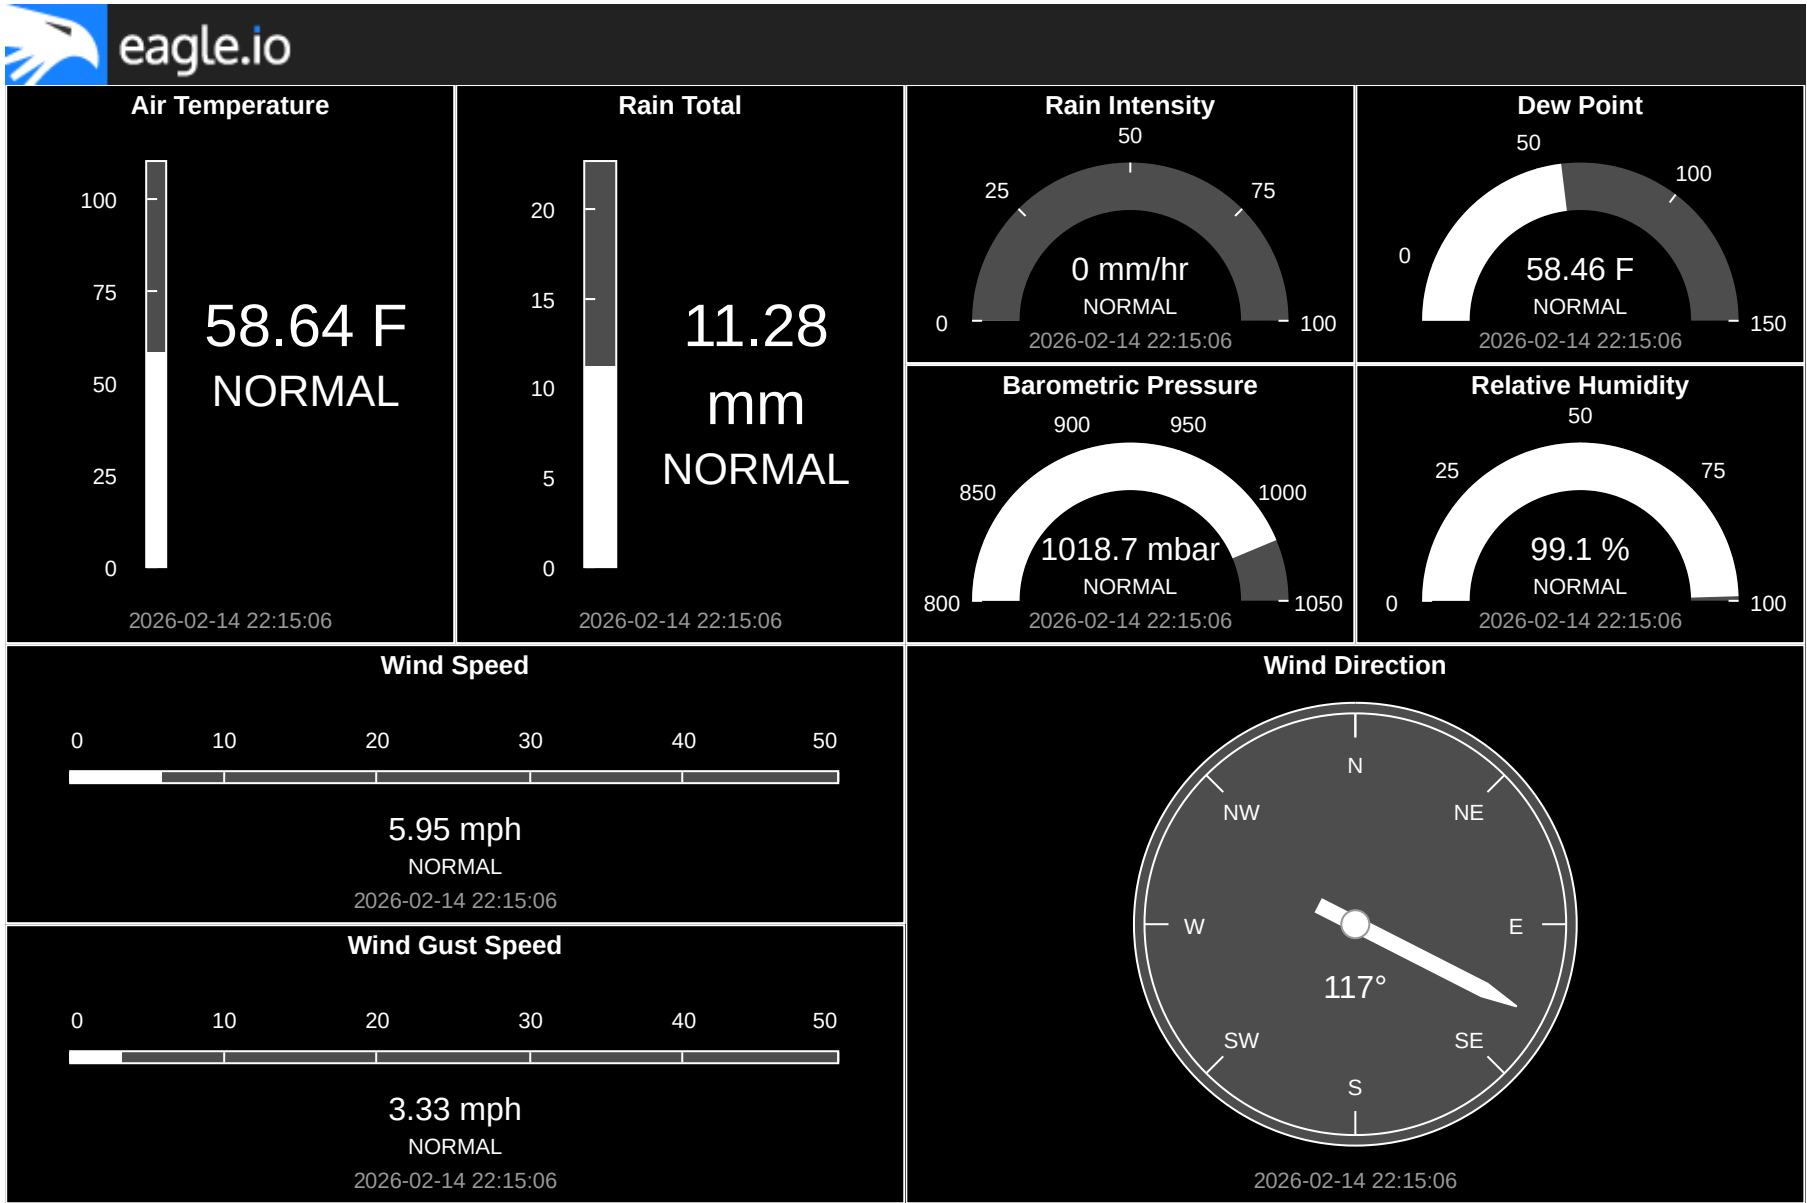 eagle.io
Air Temperature
100
75
50
25
0
58.64 F
NORMAL
2026-02-14 22:15:06
Rain Total
20
15
10
5
0
11.28
mm
NORMAL
2026-02-14 22:15:06
Rain Intensity
50
25
75
0
100
0 mm/hr
NORMAL
2026-02-14 22:15:06
Dew Point
50
100
0
150
58.46 F
NORMAL
2026-02-14 22:15:06
Barometric Pressure
900
950
850
1000
800
1050
1018.7 mbar
NORMAL
2026-02-14 22:15:06
Relative Humidity
50
25
75
0
100
99.1 %
NORMAL
2026-02-14 22:15:06
Wind Speed
0 10 20 30 40 50
5.95 mph
NORMAL
2026-02-14 22:15:06
Wind Gust Speed
0 10 20 30 40 50
3.33 mph
NORMAL
2026-02-14 22:15:06
Wind Direction
N
NW NE
W E
117°
SW SE
S
2026-02-14 22:15:06